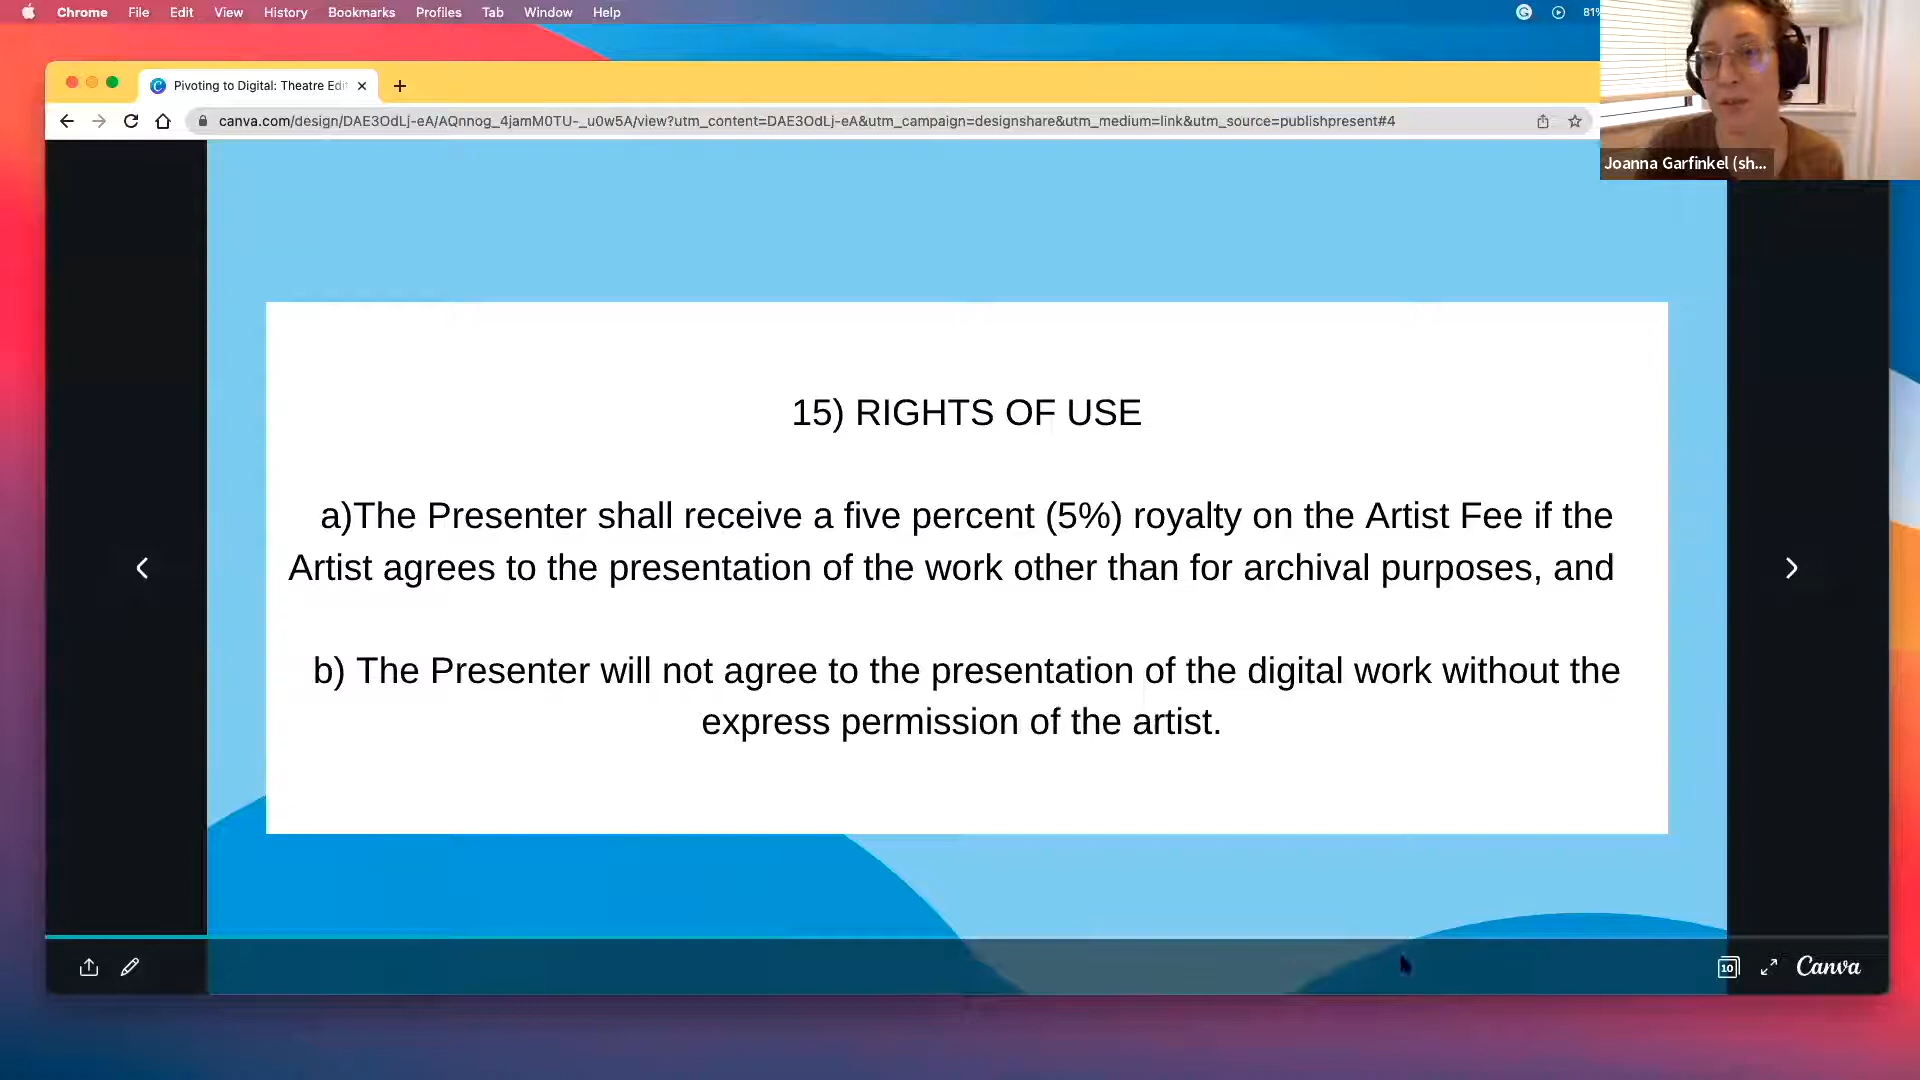 Chrome File Edit View History Bookmarks Profiles Tab Window Help
81%
Pivoting to Digital: Theatre Edit
canva.com/design/DAE3OdLj-eA/AQnnog_4jamM0TU-_u0w5A/view?utm_content=DAE3OdLj-eA&utm_campaign=designshare&utm_medium=link&utm_source=publishpresent#4
Joanna Garfinkel (sh...
15) RIGHTS OF USE
a)The Presenter shall receive a five percent (5%) royalty on the Artist Fee if the
Artist agrees to the presentation of the work other than for archival purposes, and
b) The Presenter will not agree to the presentation of the digital work without the
express permission of the artist.
10
Canva